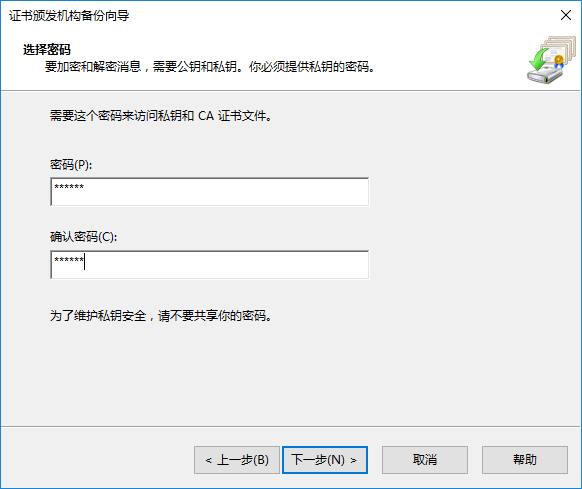 证书颁发机构备份向导
选择密码
要加密和解密消息，需要公钥和私钥。你必须提供私钥的密码。
需要这个密码来访问私钥和 CA 证书文件。
密码(P):
******
确认密码(C):
******
为了维护私钥安全，请不要共享你的密码。
< 上一步(B) 下一步(N) > 取消 帮助